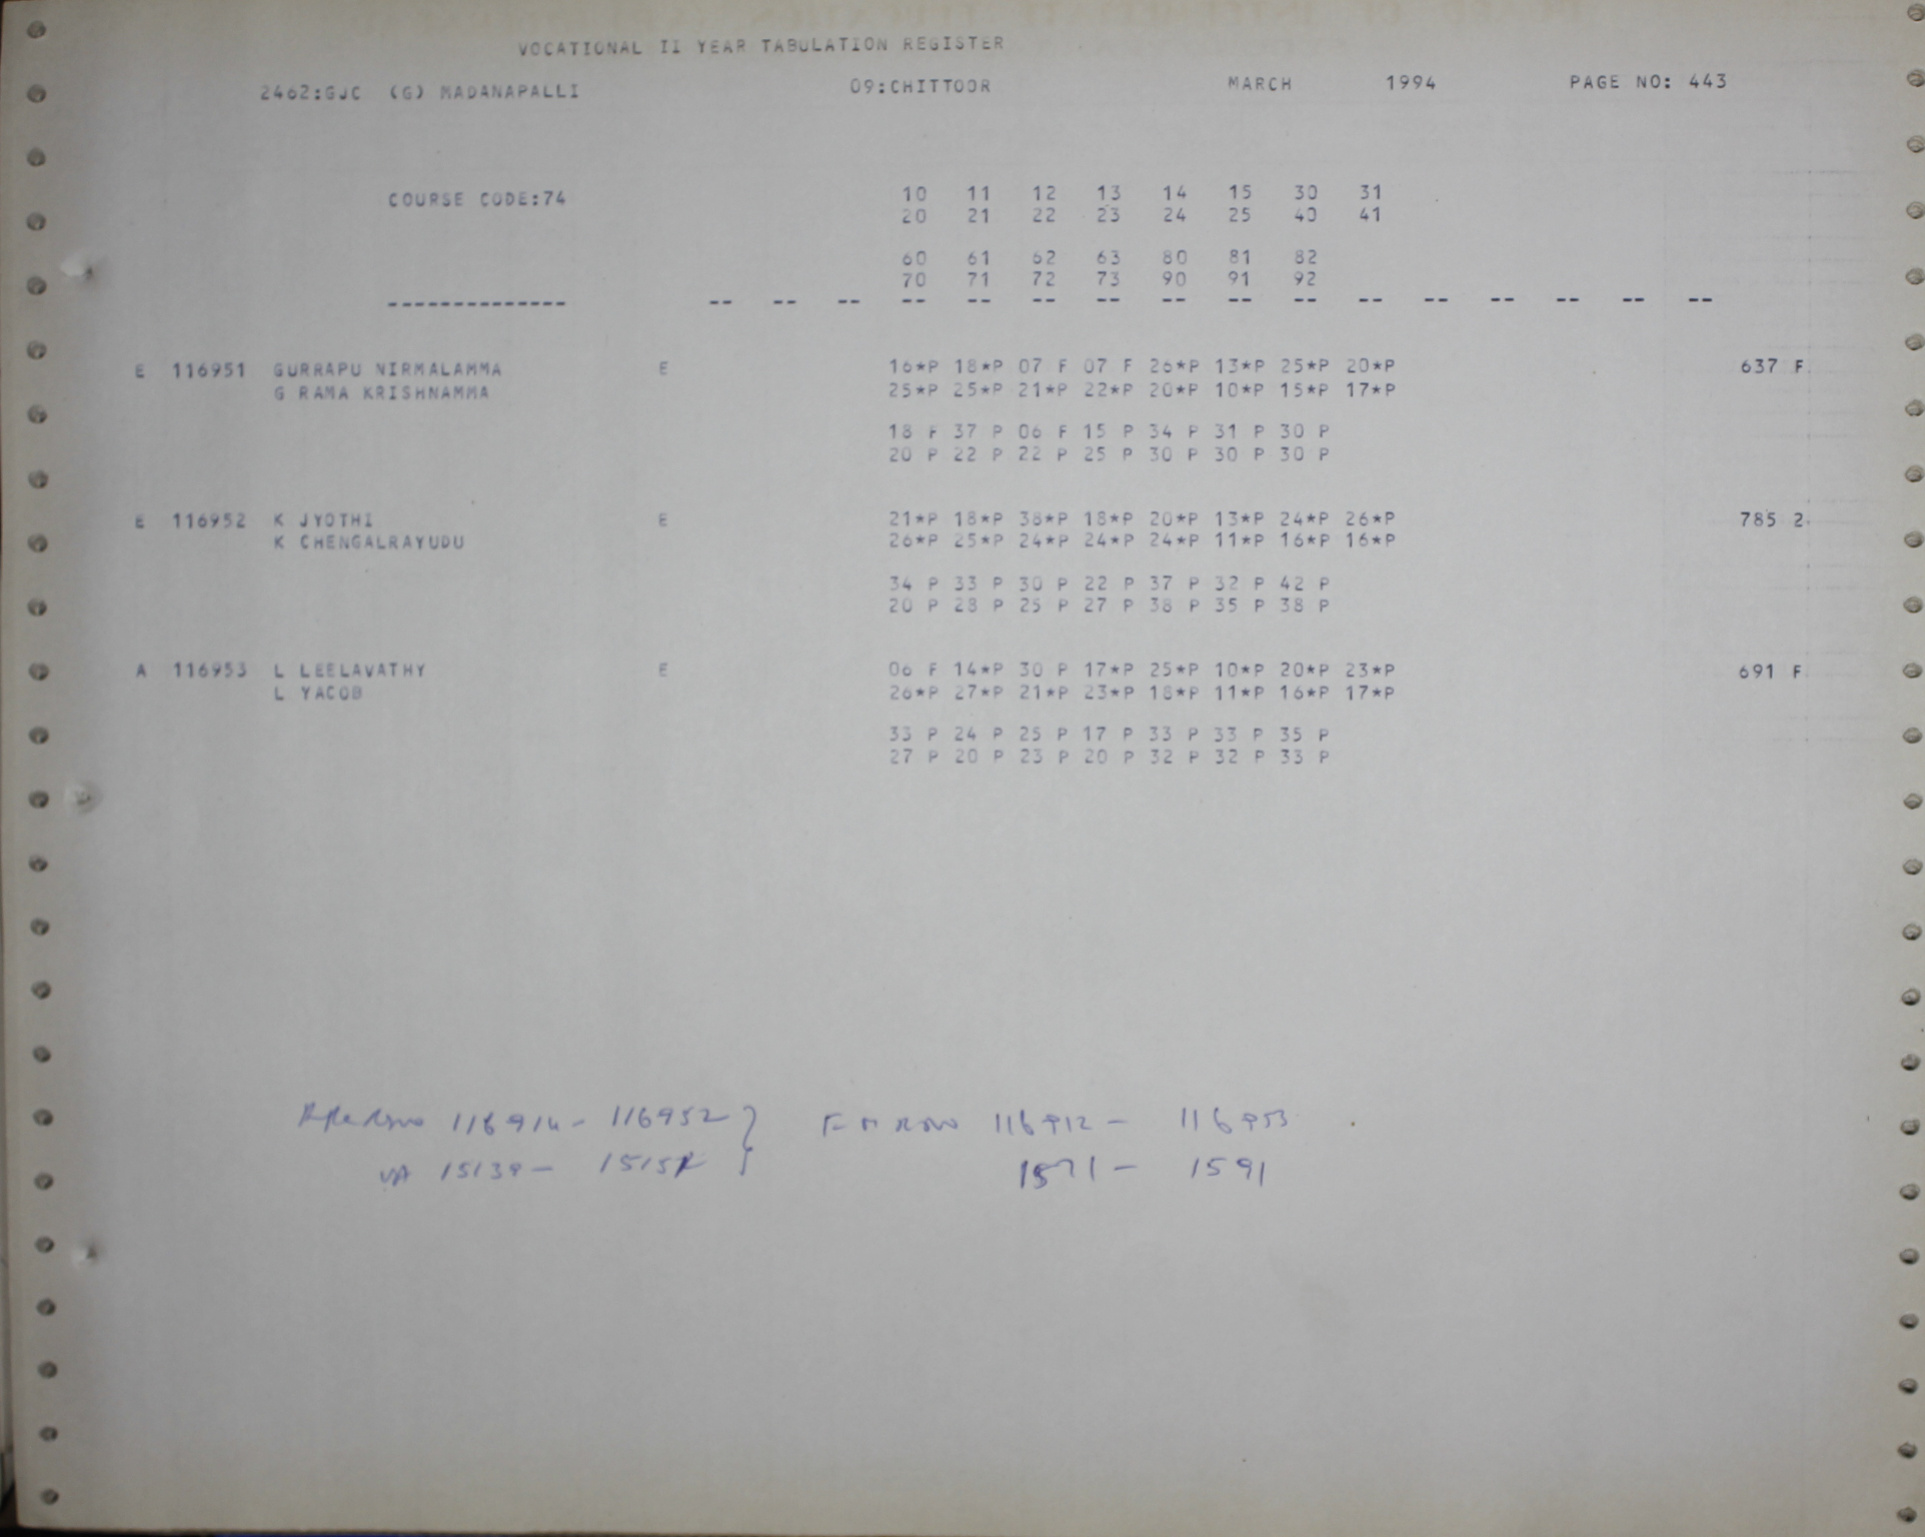 VOCATIONAL II YEAR TABULATION REGISTER
2462:GJC (G) MADANAPALLI 09:CHITTOOR MARCH 1994 PAGE NO: 443
COURSE CODE:74 10 11 12 13 14 15 30 31
20 21 22 23 24 25 40 41
60 61 62 63 80 81 82
70 71 72 73 90 91 92
-------------- -- -- -- -- -- -- -- -- -- -- -- -- -- -- -- --
E 116951 GURRAPU NIRMALAMMA E 16*P 18*P 07 F 07 F 26*P 13*P 25*P 20*P 637 F
G RAMA KRISHNAMMA 25*P 25*P 21*P 22*P 20*P 10*P 15*P 17*P
18 F 37 P 06 F 15 P 34 P 31 P 30 P
20 P 22 P 22 P 25 P 30 P 30 P 30 P
E 116952 K JYOTHI E 21*P 18*P 38*P 18*P 20*P 13*P 24*P 26*P 785 2
K CHENGALRAYUDU 26*P 25*P 24*P 24*P 24*P 11*P 16*P 16*P
34 P 33 P 30 P 22 P 37 P 32 P 42 P
20 P 28 P 25 P 27 P 38 P 35 P 38 P
A 116953 L LEELAVATHY E 06 F 14*P 30 P 17*P 25*P 10*P 20*P 23*P 691 F
L YACOB 26*P 27*P 21*P 23*P 18*P 11*P 16*P 17*P
33 P 24 P 25 P 17 P 33 P 33 P 35 P
27 P 20 P 23 P 20 P 32 P 32 P 33 P
116914 - 116952 } 116912 - 116953
15139 - 1571 - 1591